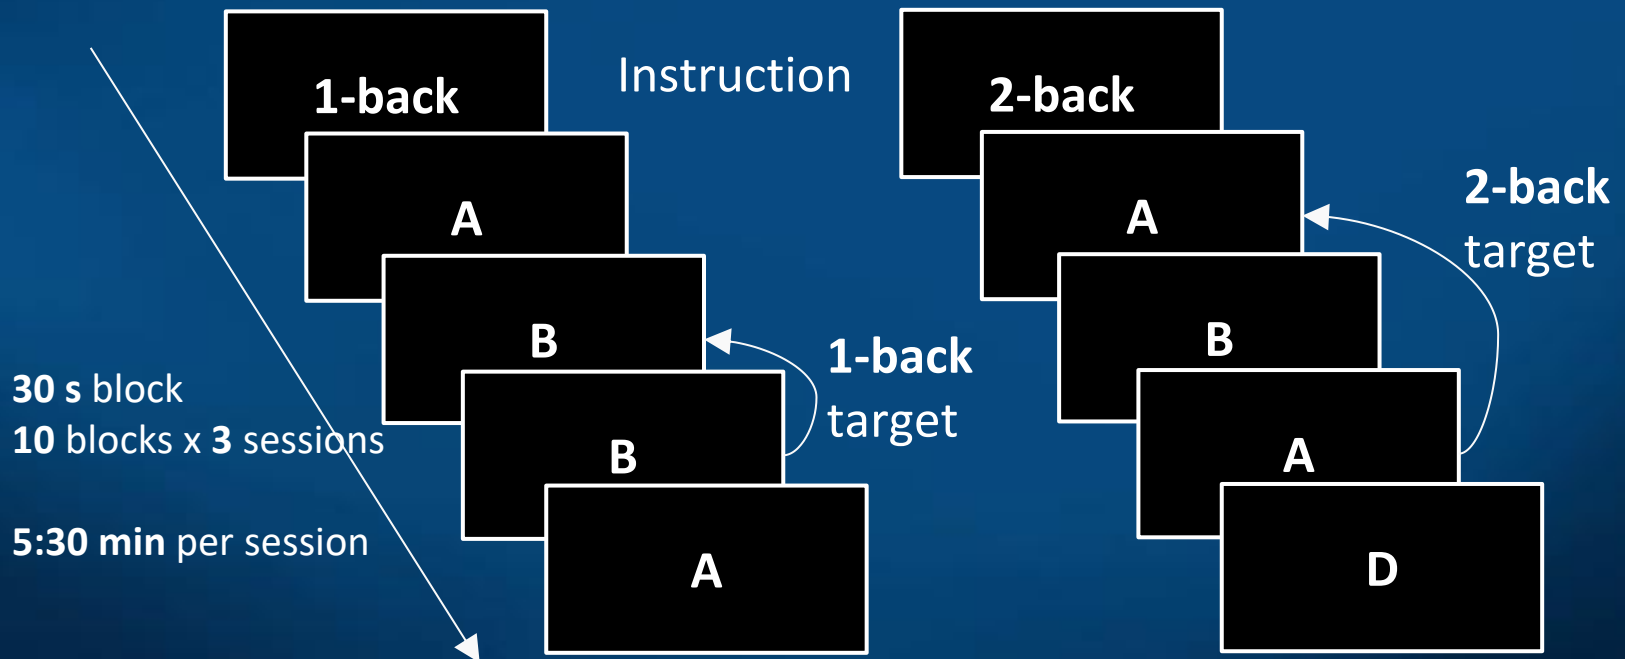 Instruction
1-back
A
B
B
A
1-back
target
2-back
A
B
A
D
2-back
target
30 s block
10 blocks x 3 sessions
5:30 min per session